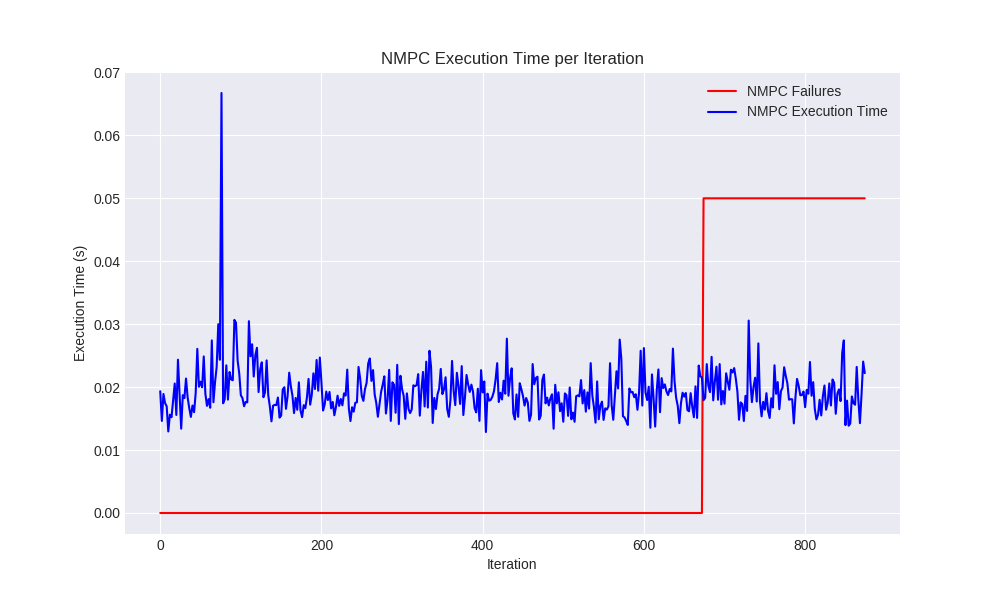 NMPC Execution Time per Iteration
NMPC Failures
NMPC Execution Time
Execution Time (s)
0.07
0.06
0.05
0.04
0.03
0.02
0.01
0.00
0 200 400 600 800
Iteration